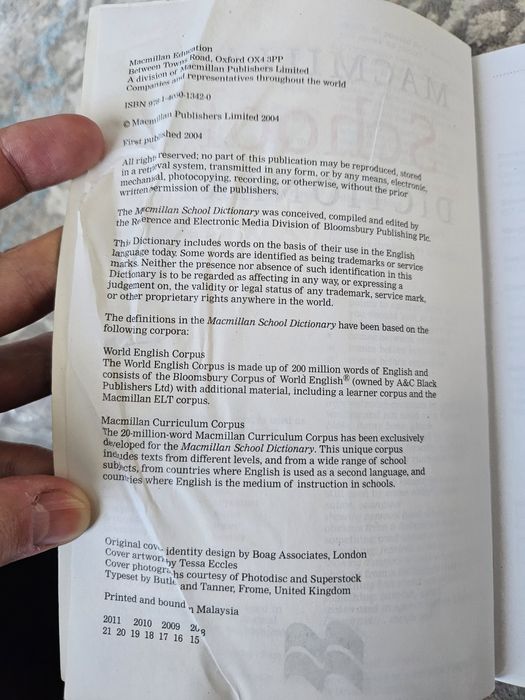 Macmillan Education
Between Towns Road, Oxford OX4 3PP
A division of Macmillan Publishers Limited
Companies and representatives throughout the world
ISBN 978-1-4050-1342-0
© Macmillan Publishers Limited 2004
First published 2004
All rights reserved; no part of this publication may be reproduced, stored
in a retrieval system, transmitted in any form, or by any means, electronic,
mechanical, photocopying, recording, or otherwise, without the prior
written permission of the publishers.
The Macmillan School Dictionary was conceived, compiled and edited by
the Reference and Electronic Media Division of Bloomsbury Publishing Plc.
This Dictionary includes words on the basis of their use in the English
language today. Some words are identified as being trademarks or service
marks. Neither the presence nor absence of such identification in this
Dictionary is to be regarded as affecting in any way, or expressing a
judgement on, the validity or legal status of any trademark, service mark,
or other proprietary rights anywhere in the world.
The definitions in the Macmillan School Dictionary have been based on the
following corpora:
World English Corpus
The World English Corpus is made up of 200 million words of English and
consists of the Bloomsbury Corpus of World English® (owned by A&C Black
Publishers Ltd) with additional material, including a learner corpus and the
Macmillan ELT corpus.
Macmillan Curriculum Corpus
The 20-million-word Macmillan Curriculum Corpus has been exclusively
developed for the Macmillan School Dictionary. This unique corpus
includes texts from different levels, and from a wide range of school
subjects, from countries where English is used as a second language, and
countries where English is the medium of instruction in schools.
Original cover identity design by Boag Associates, London
Cover artwork by Tessa Eccles
Cover photographs courtesy of Photodisc and Superstock
Typeset by Butler and Tanner, Frome, United Kingdom
Printed and bound in Malaysia
2011 2010 2009 2008
21 20 19 18 17 16 15